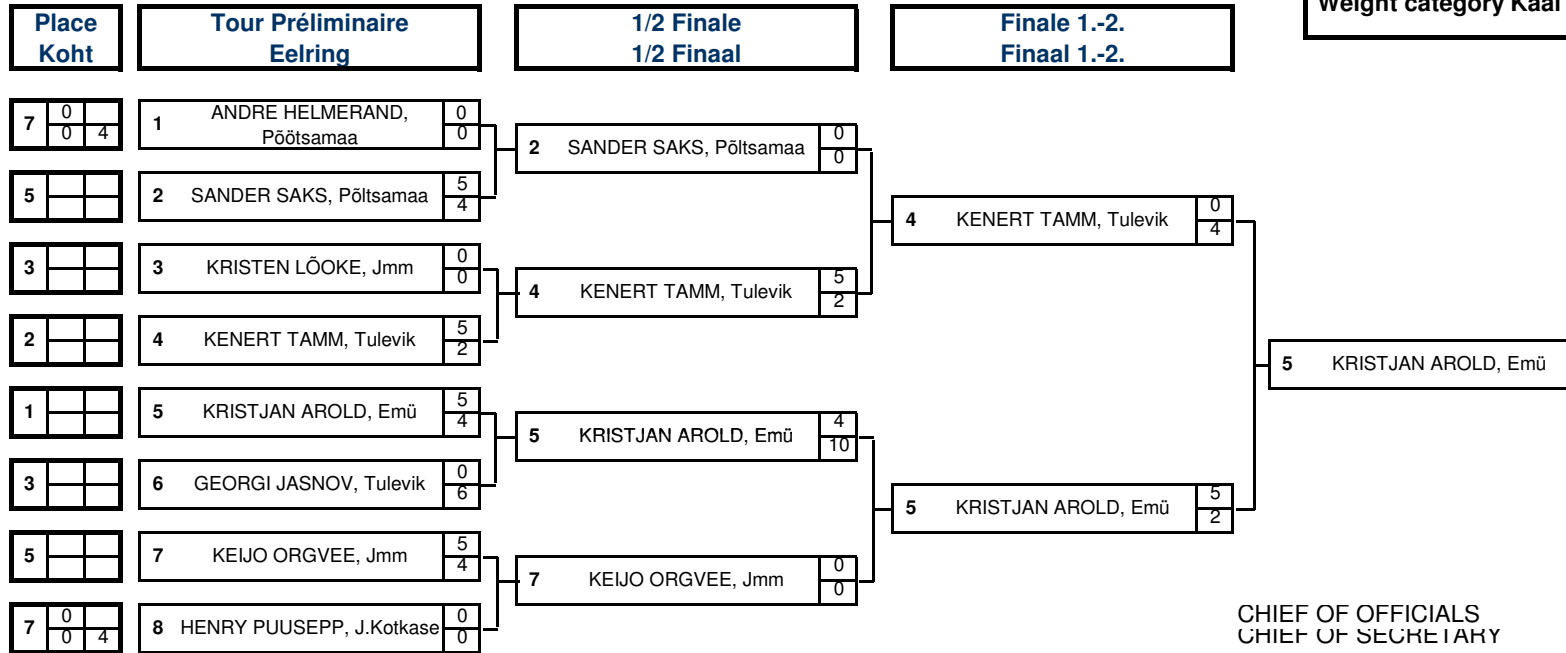 Place
Koht
Tour Préliminaire
Eelring
1/2 Finale
1/2 Finaal
Finale 1.-2.
Finaal 1.-2.
Weight category Kaal
7 0
0 4
1 ANDRE HELMERAND, 0
Pöötsamaa 0
2 SANDER SAKS, Põltsamaa 0
0
5
2 SANDER SAKS, Põltsamaa 5
4
4 KENERT TAMM, Tulevik 0
4
3
3 KRISTEN LÕOKE, Jmm 0
0
4 KENERT TAMM, Tulevik 5
2
2
4 KENERT TAMM, Tulevik 5
2
5 KRISTJAN AROLD, Emü
1
5 KRISTJAN AROLD, Emü 5
4
5 KRISTJAN AROLD, Emü 4
10
3
6 GEORGI JASNOV, Tulevik 0
6
5 KRISTJAN AROLD, Emü 5
2
5
7 KEIJO ORGVEE, Jmm 5
4
7 KEIJO ORGVEE, Jmm 0
0
7 0
0 4
8 HENRY PUUSEPP, J.Kotkase 0
0
CHIEF OF OFFICIALS
CHIEF OF SECRETARY